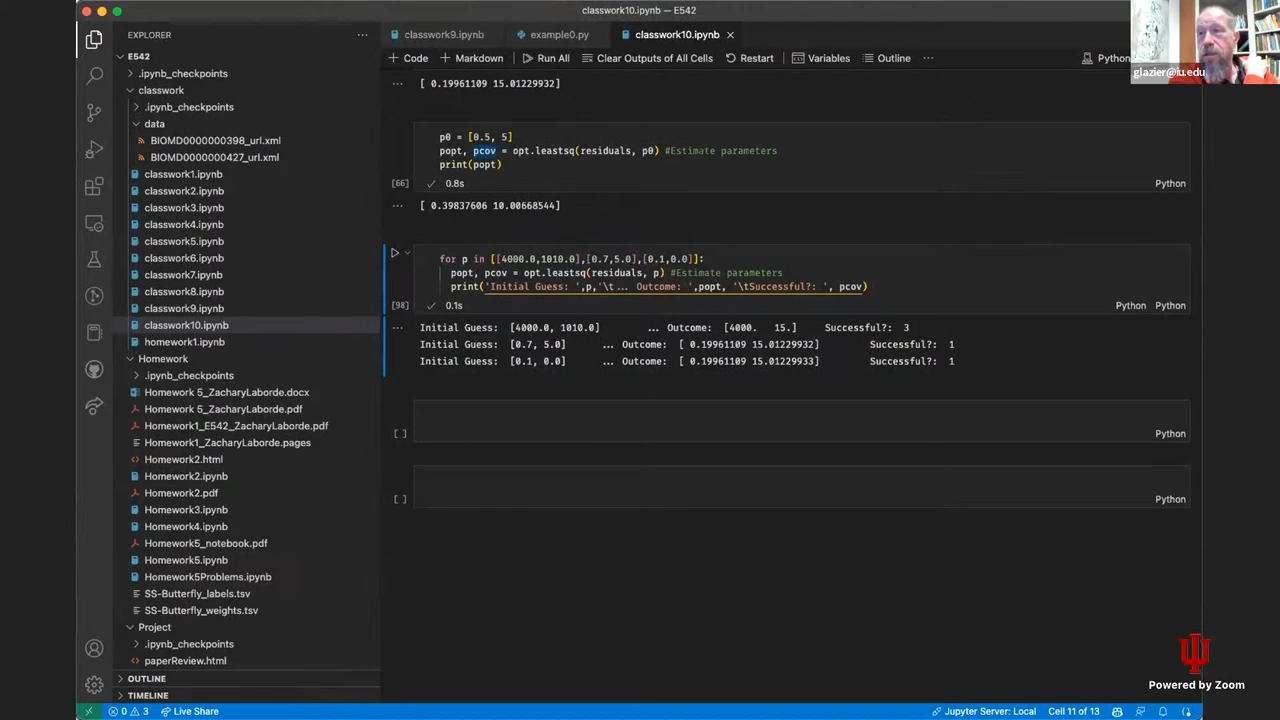 classwork10.ipynb — E542
EXPLORER
classwork9.ipynb
example0.py
classwork10.ipynb
E542
.ipynb_checkpoints
classwork
.ipynb_checkpoints
data
BIOMD0000000398_url.xml
BIOMD0000000427_url.xml
classwork1.ipynb
classwork2.ipynb
classwork3.ipynb
classwork4.ipynb
classwork5.ipynb
classwork6.ipynb
classwork7.ipynb
classwork8.ipynb
classwork9.ipynb
classwork10.ipynb
homework1.ipynb
Homework
.ipynb_checkpoints
Homework 5_ZacharyLaborde.docx
Homework 5_ZacharyLaborde.pdf
Homework1_E542_ZacharyLaborde.pdf
Homework1_ZacharyLaborde.pages
Homework2.html
Homework2.ipynb
Homework2.pdf
Homework3.ipynb
Homework4.ipynb
Homework5_notebook.pdf
Homework5.ipynb
Homework5Problems.ipynb
SS-Butterfly_labels.tsv
SS-Butterfly_weights.tsv
Project
.ipynb_checkpoints
paperReview.html
OUTLINE
TIMELINE
+ Code + Markdown Run All Clear Outputs of All Cells Restart Variables Outline ... Python
[ 0.19961109 15.01229932]
p0 = [0.5, 5]
popt, pcov = opt.leastsq(residuals, p0) #Estimate parameters
print(popt)
[66] 0.8s Python
[ 0.39837606 10.00668544]
for p in [[4000.0,1010.0],[0.7,5.0],[0.1,0.0]]:
popt, pcov = opt.leastsq(residuals, p) #Estimate parameters
print('Initial Guess: ',p,'\t... Outcome: ',popt, '\tSuccessful?: ', pcov)
[98] 0.1s Python Python
Initial Guess: [4000.0, 1010.0] ... Outcome: [4000. 15.] Successful?: 3
Initial Guess: [0.7, 5.0] ... Outcome: [ 0.19961109 15.01229932] Successful?: 1
Initial Guess: [0.1, 0.0] ... Outcome: [ 0.19961109 15.01229933] Successful?: 1
[ ] Python
[ ] Python
glazier@iu.edu
Powered by Zoom
0 3 Live Share Jupyter Server: Local Cell 11 of 13